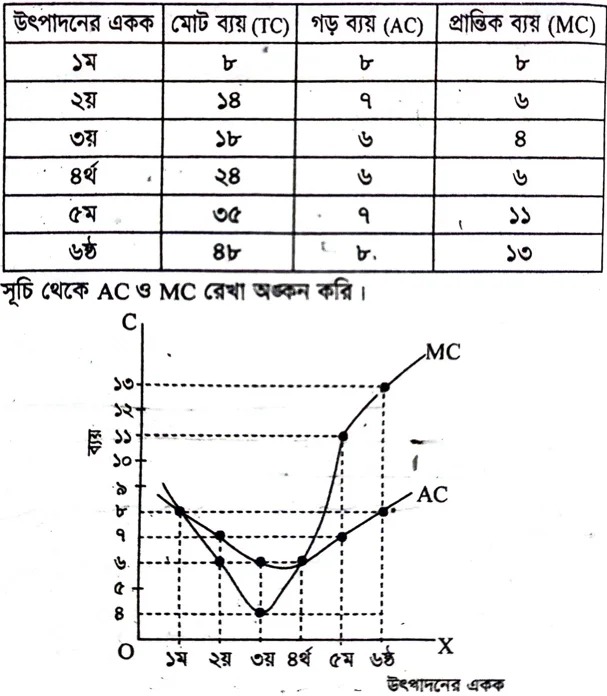 উৎপাদনের একক মোট ব্যয় (TC) গড় ব্যয় (AC) প্রান্তিক ব্যয় (MC)
১ম ৮ ৮ ৮
২য় ১৪ ৭ ৬
৩য় ১৮ ৬ ৪
৪র্থ ২৪ ৬ ৬
৫ম ৩৫ ৭ ১১
৬ষ্ঠ ৪৮ ৮ ১৩
সূচি থেকে AC ও MC রেখা অঙ্কন করি।
C
MC
১৩
১২
১১
ব্যয়
১০
৯
AC
৮
৭
৬
৫
৪
O
১ম ২য় ৩য় ৪র্থ ৫ম ৬ষ্ঠ
X
উৎপাদনের একক